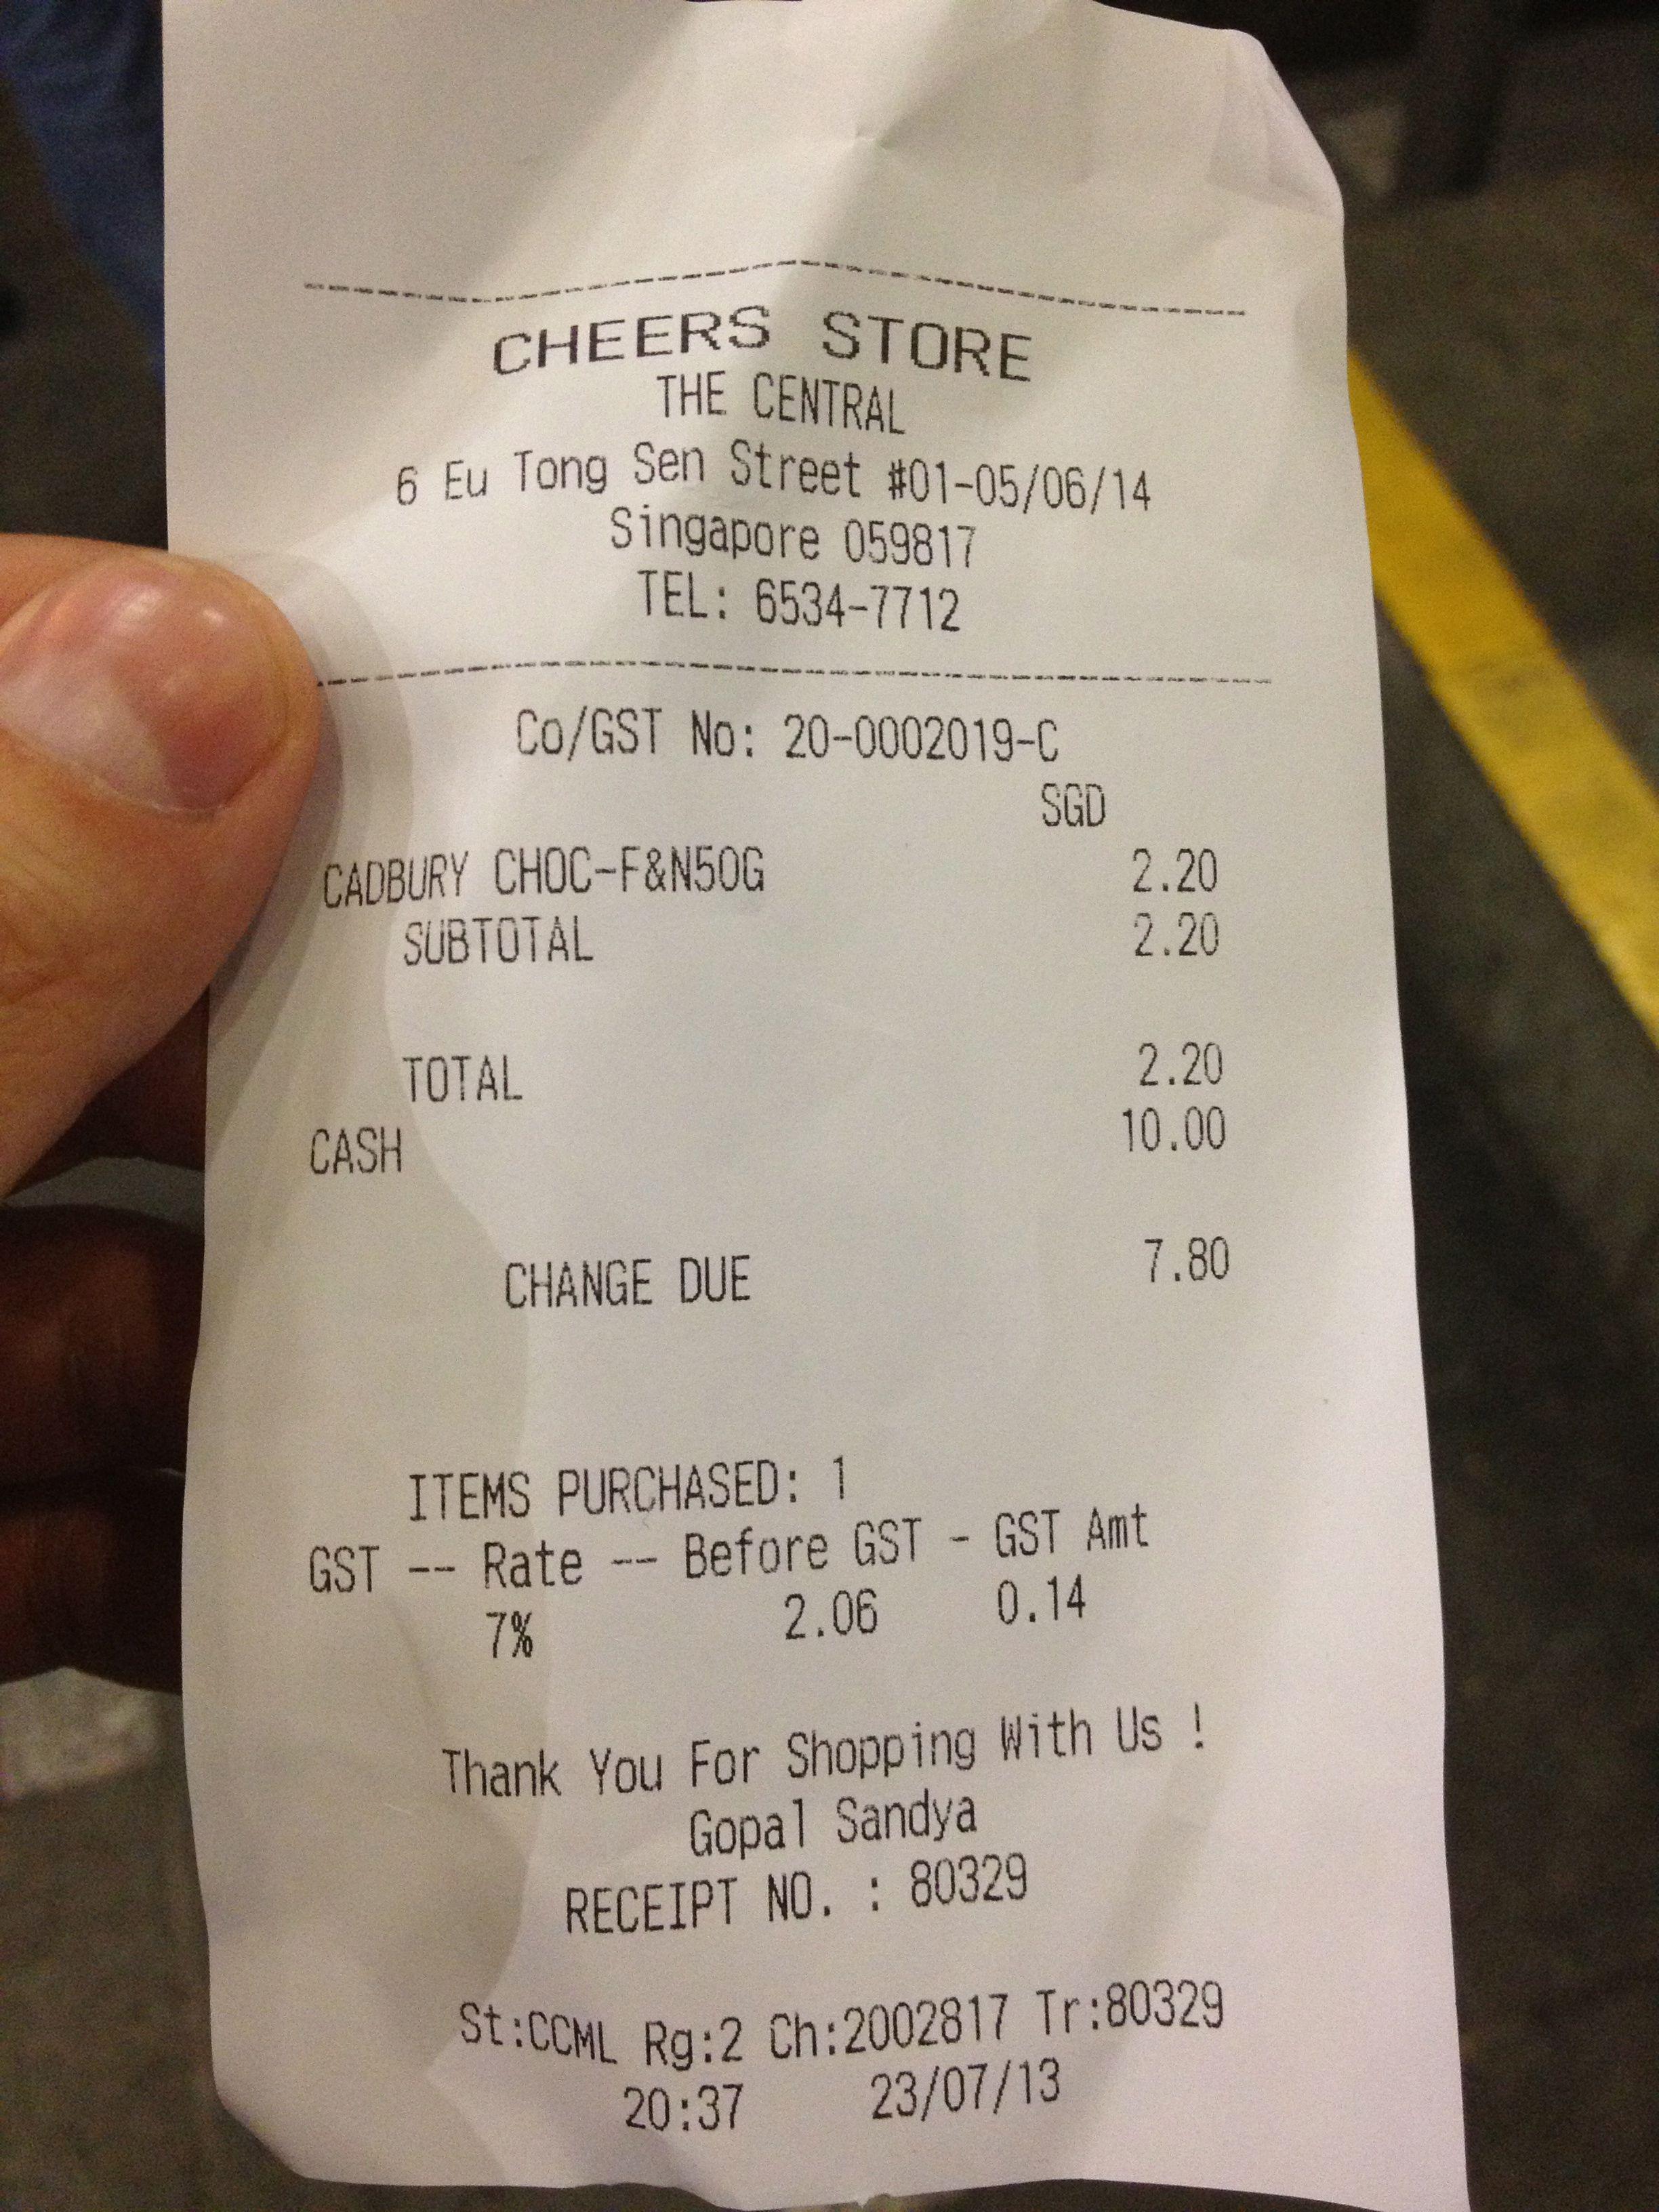 CHEERS STORE
THE CENTRAL
6 Eu Tong Sen Street #01-05/06/14
Singapore 059817
TEL: 6534-7712
Co/GST No: 20-0002019-C
SGD
CADBURY CHOC-F&N50G 2.20
SUBTOTAL 2.20
TOTAL 2.20
CASH 10.00
CHANGE DUE 7.80
ITEMS PURCHASED: 1
GST -- Rate -- Before GST - GST Amt
7% 2.06 0.14
Thank You For Shopping With Us !
Gopal Sandya
RECEIPT NO. : 80329
St:CCML Rg:2 Ch:2002817 Tr:80329
20:37 23/07/13